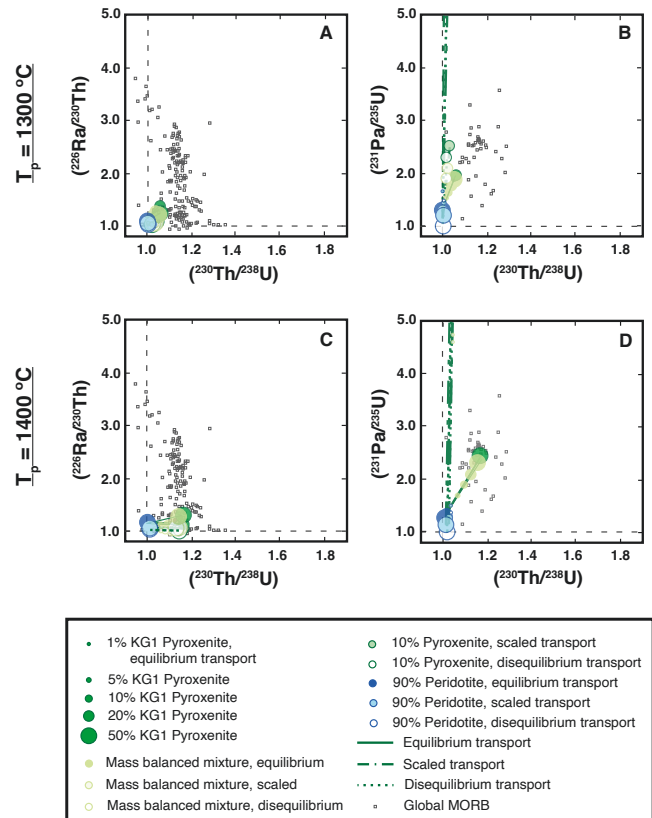 T_p = 1300 °C
A
5.0
4.0
3.0
2.0
1.0
(²²⁶Ra/²³⁰Th)
1.0 1.2 1.4 1.6 1.8
(²³⁰Th/²³⁸U)
B
5.0
4.0
3.0
2.0
1.0
(²³¹Pa/²³⁵U)
1.0 1.2 1.4 1.6 1.8
(²³⁰Th/²³⁸U)
T_p = 1400 °C
C
5.0
4.0
3.0
2.0
1.0
(²²⁶Ra/²³⁰Th)
1.0 1.2 1.4 1.6 1.8
(²³⁰Th/²³⁸U)
D
5.0
4.0
3.0
2.0
1.0
(²³¹Pa/²³⁵U)
1.0 1.2 1.4 1.6 1.8
(²³⁰Th/²³⁸U)
1% KG1 Pyroxenite,
equilibrium transport
5% KG1 Pyroxenite
10% KG1 Pyroxenite
20% KG1 Pyroxenite
50% KG1 Pyroxenite
Mass balanced mixture, equilibrium
Mass balanced mixture, scaled
Mass balanced mixture, disequilibrium
10% Pyroxenite, scaled transport
10% Pyroxenite, disequilibrium transport
90% Peridotite, equilibrium transport
90% Peridotite, scaled transport
90% Peridotite, disequilibrium transport
Equilibrium transport
Scaled transport
Disequilibrium transport
Global MORB